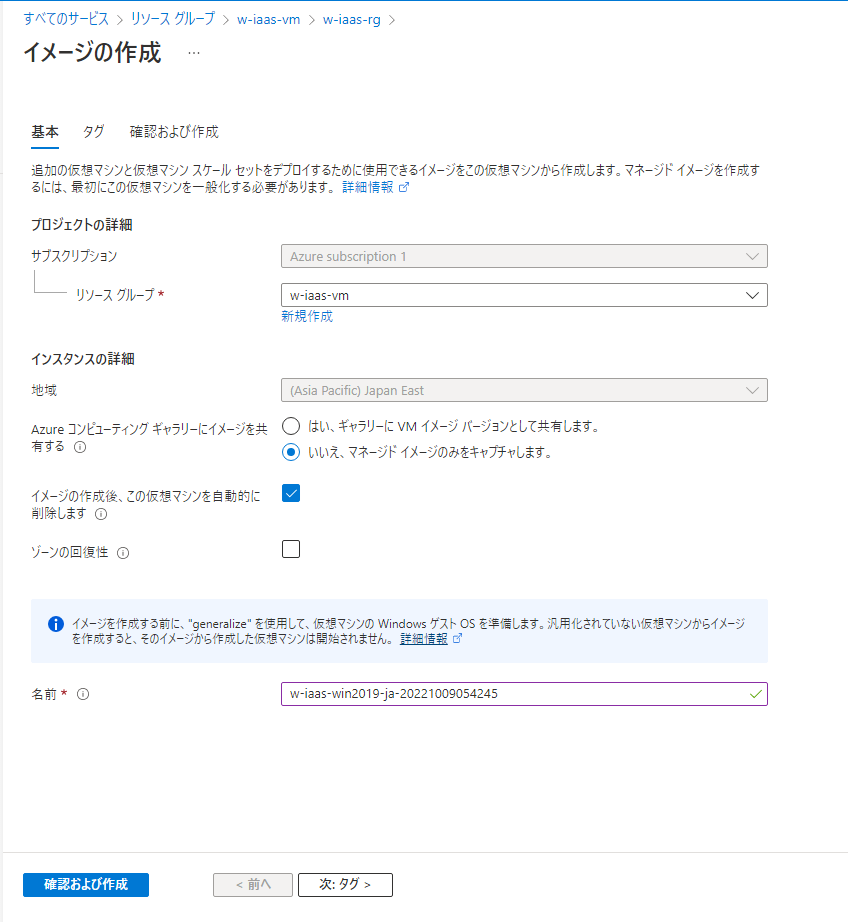 すべてのサービス > リソース グループ > w-iaas-vm > w-iaas-rg >
イメージの作成 …
基本 タグ 確認および作成
追加の仮想マシンと仮想マシン スケール セットをデプロイするために使用できるイメージをこの仮想マシンから作成します。マネージド イメージを作成す
るには、最初にこの仮想マシンを一般化する必要があります。 詳細情報
プロジェクトの詳細
サブスクリプション
Azure subscription 1
リソース グループ *
w-iaas-vm
新規作成
インスタンスの詳細
地域
(Asia Pacific) Japan East
Azure コンピューティング ギャラリーにイメージを共
有する
はい、ギャラリーに VM イメージ バージョンとして共有します。
いいえ、マネージド イメージのみをキャプチャします。
イメージの作成後、この仮想マシンを自動的に
削除します
ゾーンの回復性
イメージを作成する前に、"generalize" を使用して、仮想マシンの Windows ゲスト OS を準備します。汎用化されていない仮想マシンからイメージ
を作成すると、そのイメージから作成した仮想マシンは開始されません。 詳細情報
名前 *
w-iaas-win2019-ja-20221009054245
確認および作成
< 前へ
次: タグ >